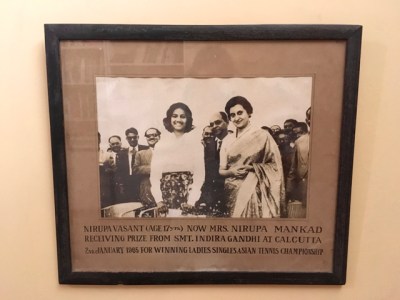 NIRUPA VASANT (AGE 17 YRS) NOW MRS. NIRUPA MANKAD
RECEIVING PRIZE FROM SMT. INDIRA GANDHI AT CALCUTTA
JANUARY, 1965 FOR WINNING LADIES SINGLES ASIAN TENNIS CHAMPIONSHIP